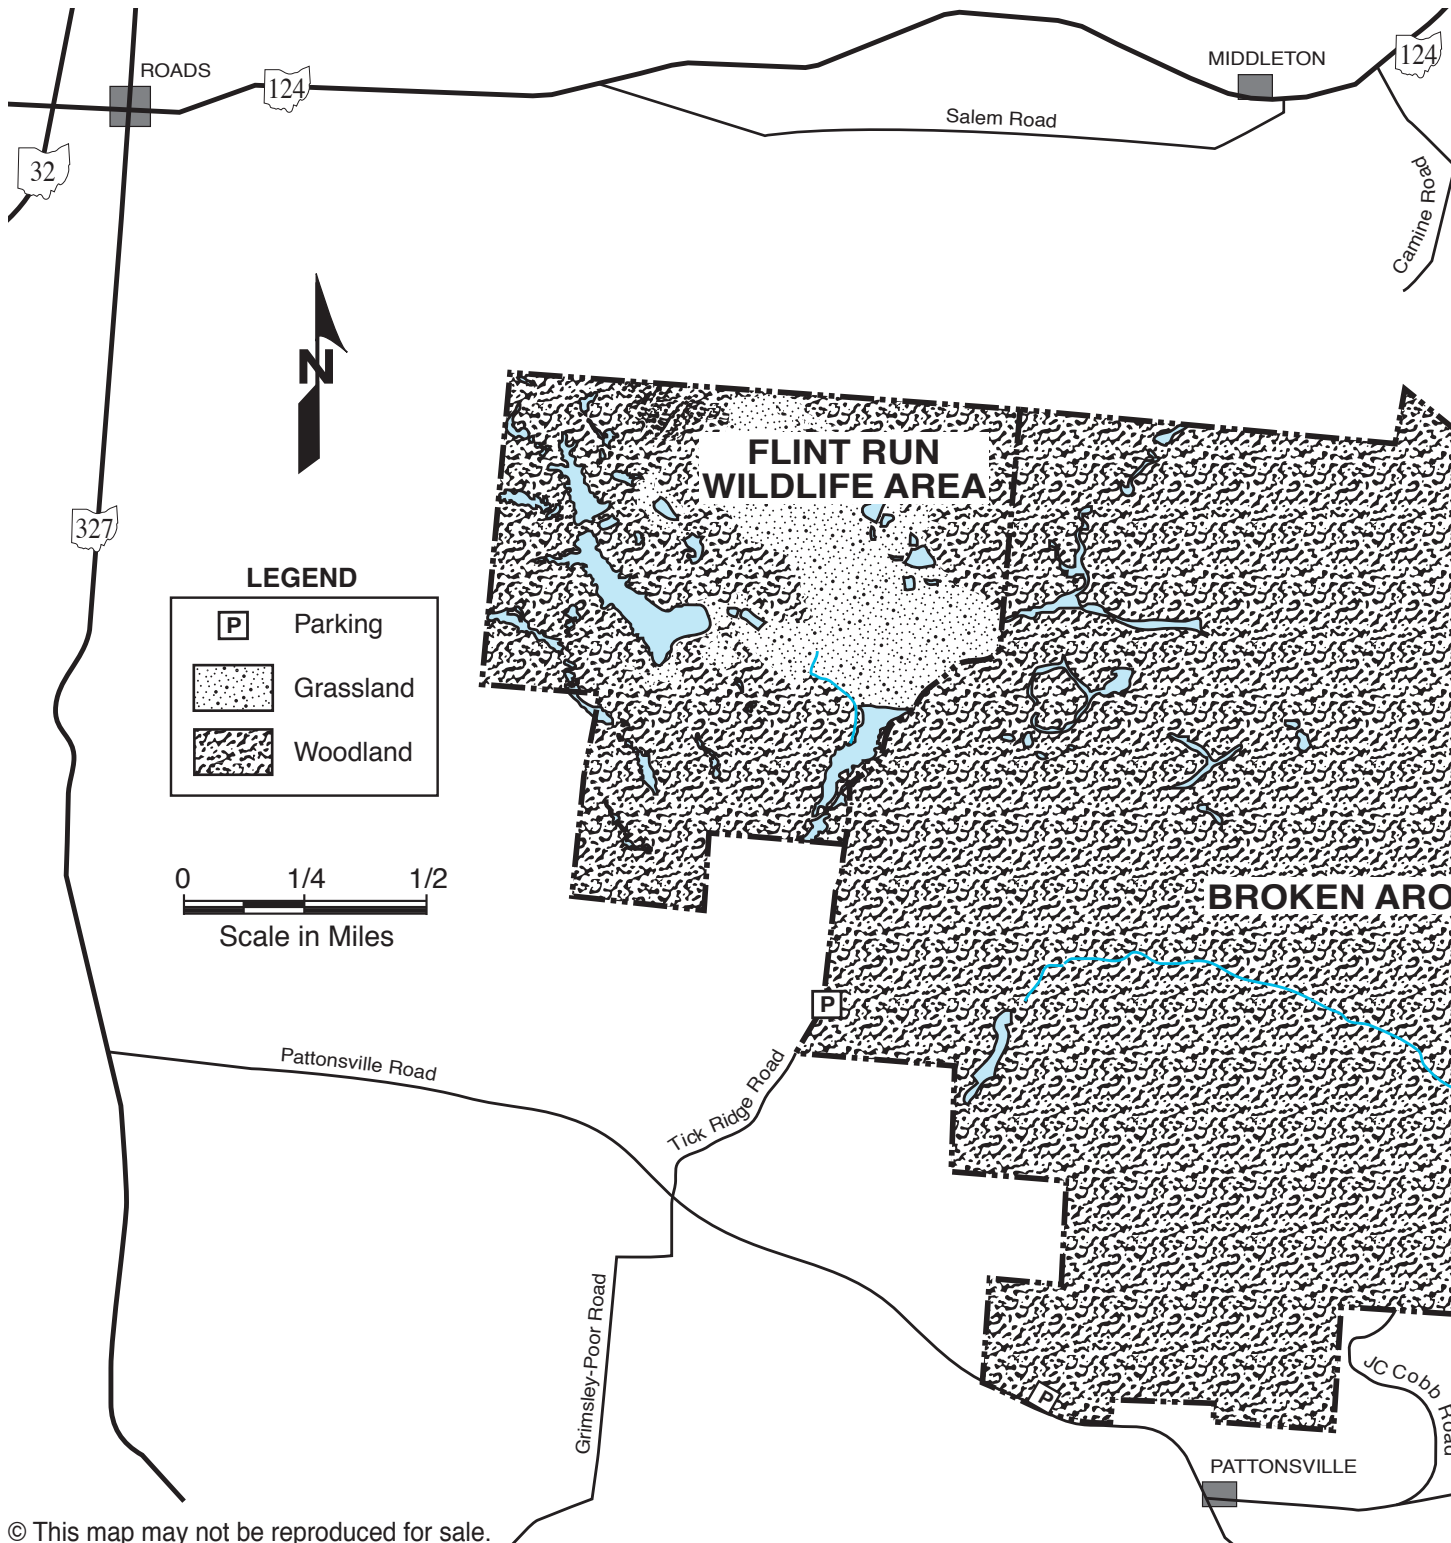 ROADS
124
MIDDLETON
124
Salem Road
32
Camine Road
N
FLINT RUN
WILDLIFE AREA
327
LEGEND
P Parking
Grassland
Woodland
0 1/4 1/2
Scale in Miles
BROKEN ARO
P
Pattonsville Road
Tick Ridge Road
Grimsley-Poor Road
P
JC Cobb Road
PATTONSVILLE
© This map may not be reproduced for sale.